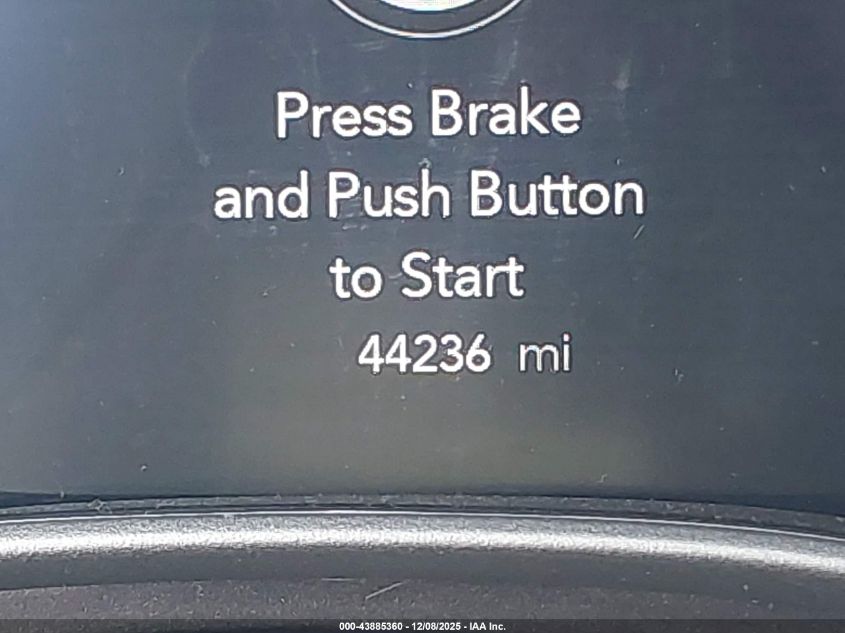 Press Brake
and Push Button
to Start
44236 mi
000-43885360 - 12/08/2025 - IAA Inc.